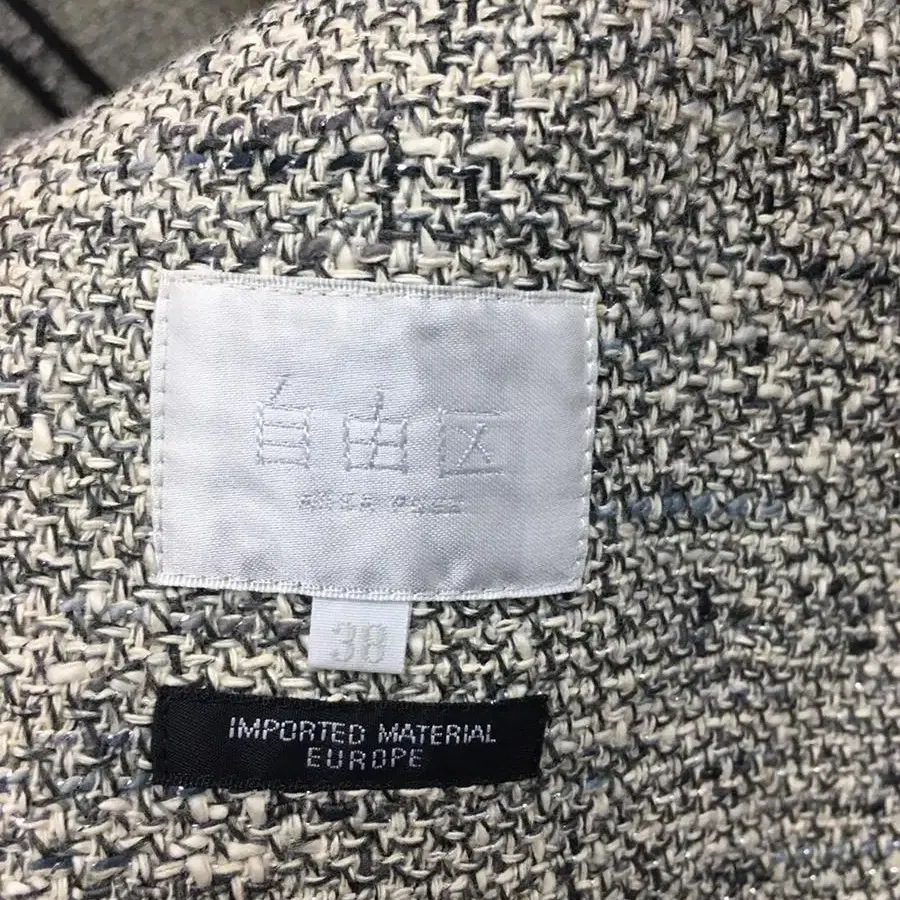 自由区
38
IMPORTED MATERIAL
EUROPE